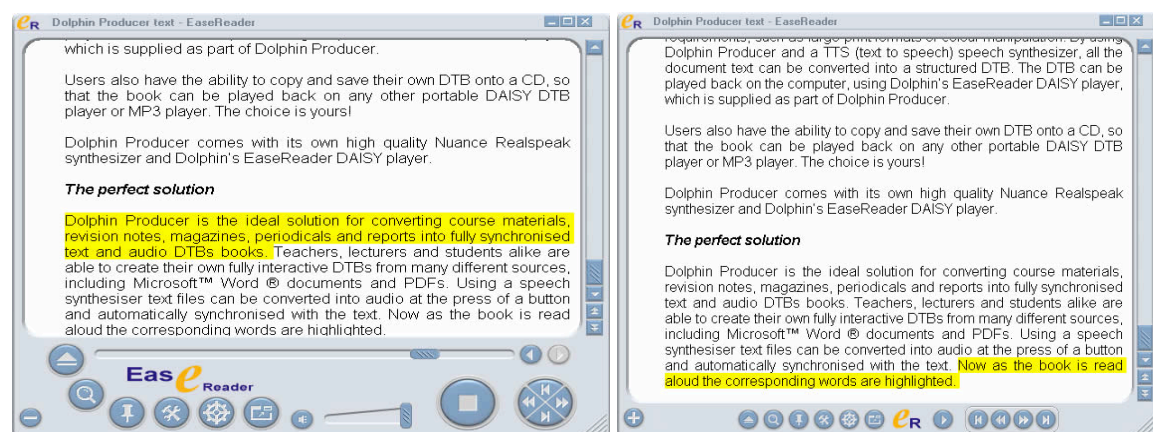 eR Dolphin Producer text - EaseReader
which is supplied as part of Dolphin Producer.
Users also have the ability to copy and save their own DTB onto a CD, so
that the book can be played back on any other portable DAISY DTB
player or MP3 player. The choice is yours!
Dolphin Producer comes with its own high quality Nuance Realspeak
synthesizer and Dolphin's EaseReader DAISY player.
The perfect solution
Dolphin Producer is the ideal solution for converting course materials,
revision notes, magazines, periodicals and reports into fully synchronised
text and audio DTBs books. Teachers, lecturers and students alike are
able to create their own fully interactive DTBs from many different sources,
including Microsoft™ Word ® documents and PDFs. Using a speech
synthesiser text files can be converted into audio at the press of a button
and automatically synchronised with the text. Now as the book is read
aloud the corresponding words are highlighted.
Ease Reader
eR Dolphin Producer text - EaseReader
requirements, such as large print formats or colour manipulation. By using
Dolphin Producer and a TTS (text to speech) speech synthesizer, all the
document text can be converted into a structured DTB. The DTB can be
played back on the computer, using Dolphin's EaseReader DAISY player,
which is supplied as part of Dolphin Producer.
Users also have the ability to copy and save their own DTB onto a CD, so
that the book can be played back on any other portable DAISY DTB
player or MP3 player. The choice is yours!
Dolphin Producer comes with its own high quality Nuance Realspeak
synthesizer and Dolphin's EaseReader DAISY player.
The perfect solution
Dolphin Producer is the ideal solution for converting course materials,
revision notes, magazines, periodicals and reports into fully synchronised
text and audio DTBs books. Teachers, lecturers and students alike are
able to create their own fully interactive DTBs from many different sources,
including Microsoft™ Word ® documents and PDFs. Using a speech
synthesiser text files can be converted into audio at the press of a button
and automatically synchronised with the text. Now as the book is read
aloud the corresponding words are highlighted.
eR